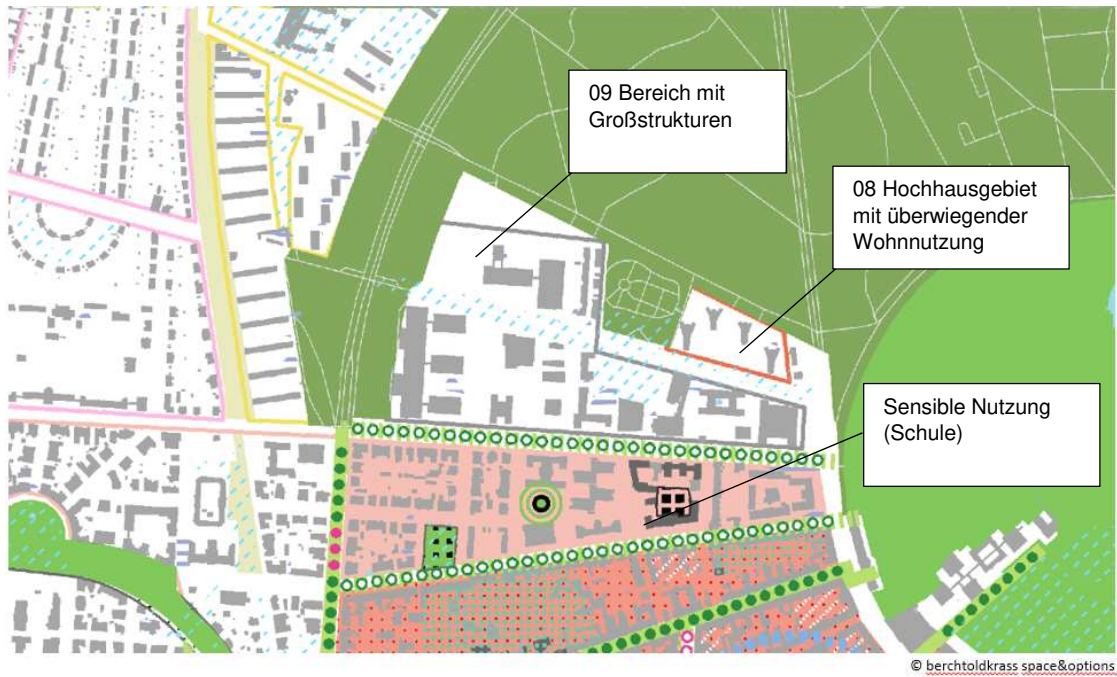 09 Bereich mit
Großstrukturen
08 Hochhausgebiet
mit überwiegender
Wohnnutzung
Sensible Nutzung
(Schule)
© berchtoldkrass space&options